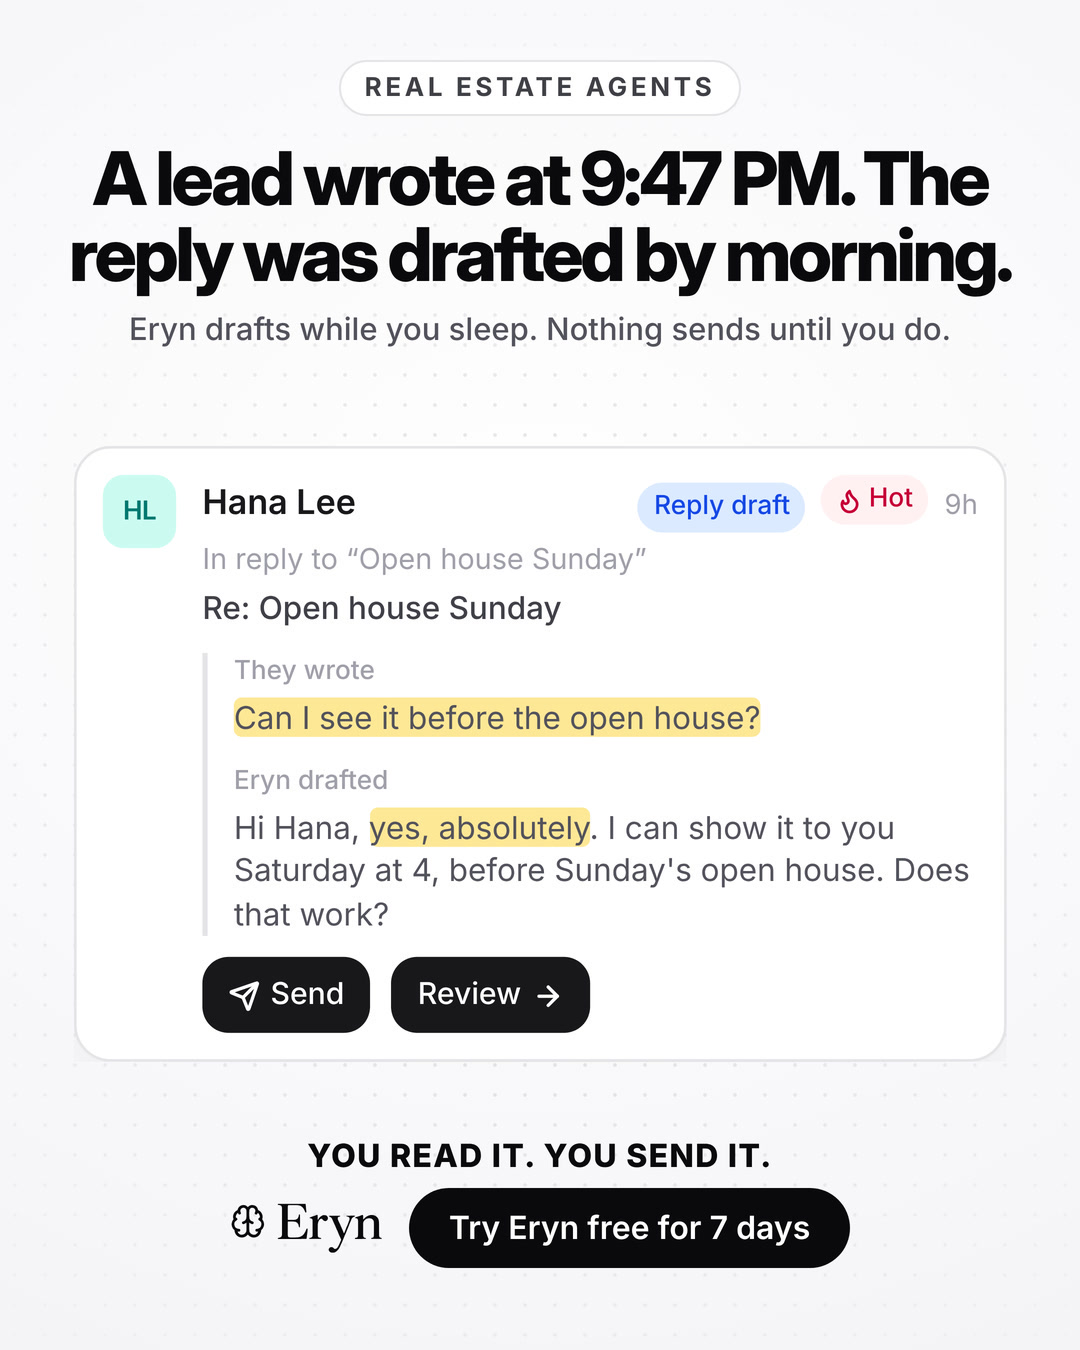 REAL ESTATE AGENTS
A lead wrote at 9:47 PM. The
reply was drafted by morning.
Eryn drafts while you sleep. Nothing sends until you do.
HL
Hana Lee
Reply draft
Hot
9h
In reply to “Open house Sunday”
Re: Open house Sunday
They wrote
Can I see it before the open house?
Eryn drafted
Hi Hana, yes, absolutely. I can show it to you
Saturday at 4, before Sunday's open house. Does
that work?
Send
Review →
YOU READ IT. YOU SEND IT.
Eryn
Try Eryn free for 7 days